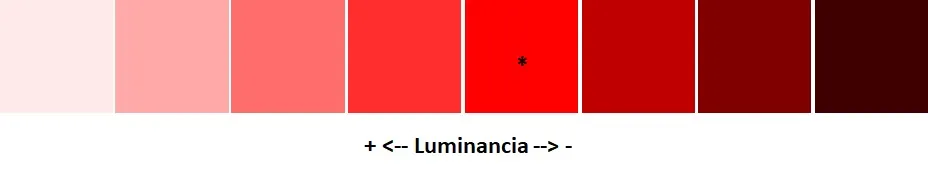 *
+ <-- Luminancia --> -